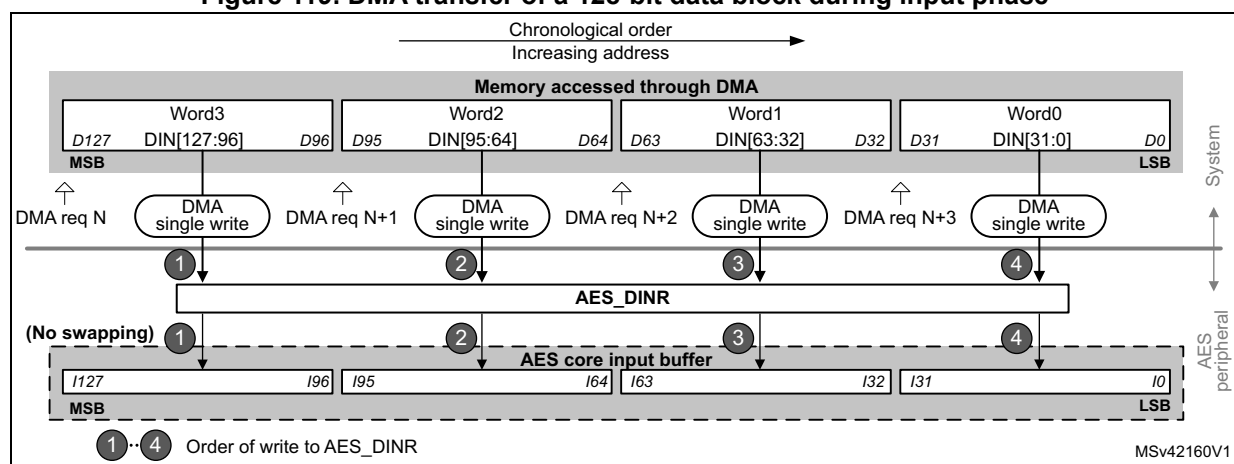 Figure 119. DMA transfer of a 128-bit data block during input phase
Chronological order
Increasing address
Memory accessed through DMA
Word3 Word2 Word1 Word0
D127 DIN[127:96] D96 D95 DIN[95:64] D64 D63 DIN[63:32] D32 D31 DIN[31:0] D0
MSB LSB
System
DMA req N DMA single write DMA req N+1 DMA single write DMA req N+2 DMA single write DMA req N+3 DMA single write
1 2 3 4
AES_DINR
(No swapping) 1 2 3 4
AES peripheral
AES core input buffer
I127 I96 I95 I64 I63 I32 I31 I0
MSB LSB
1··4 Order of write to AES_DINR
MSv42160V1